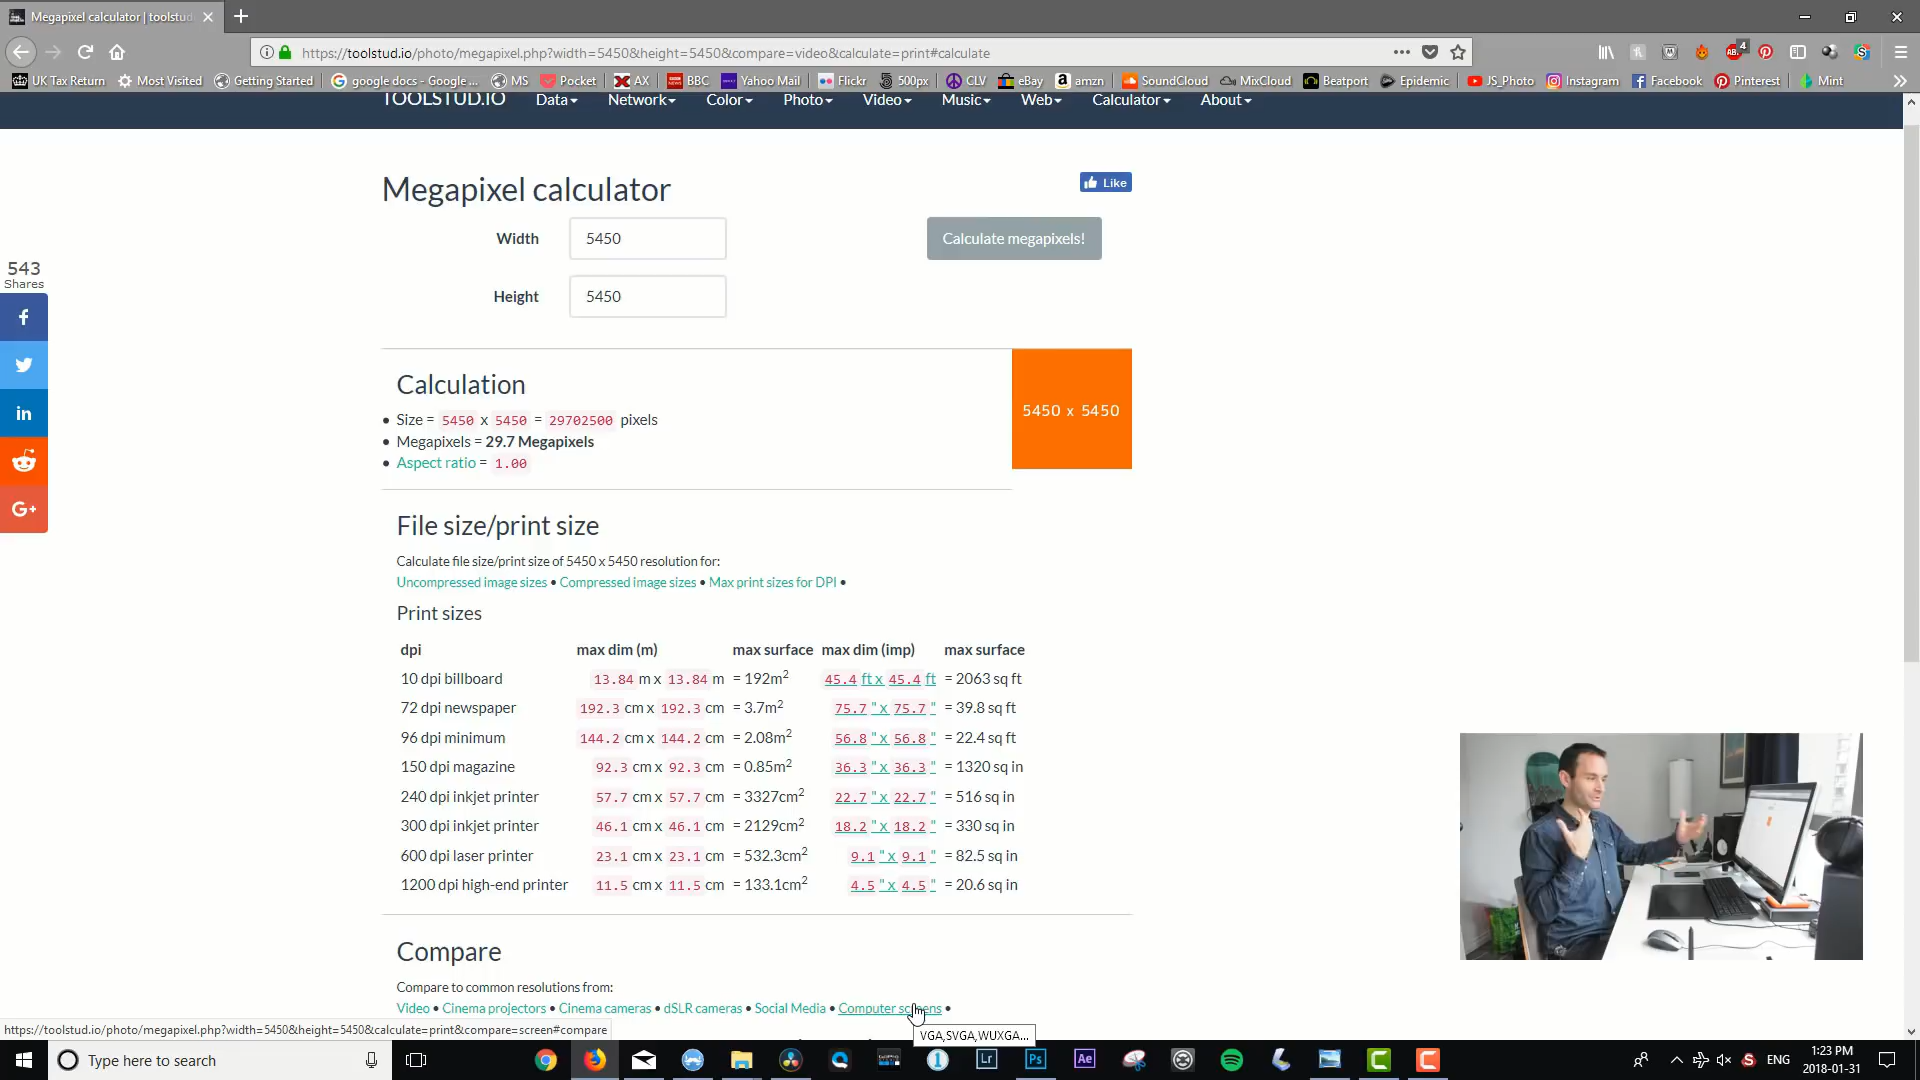 Megapixel calculator | toolstud
https://toolstud.io/photo/megapixel.php?width=5450&height=5450&compare=video&calculate=print#calculate
4
UK Tax Return Most Visited Getting Started google docs - Google ... MS Pocket AX BBC Yahoo Mail Flickr 500px CLV eBay amzn SoundCloud MixCloud Beatport Epidemic JS_Photo Instagram Facebook Pinterest Mint
TOOLSTUD.IO Data Network Color Photo Video Music Web Calculator About
Megapixel calculator
Like
Width 5450
Calculate megapixels!
Height 5450
543
Shares
Calculation
Size = 5450 x 5450 = 29702500 pixels
Megapixels = 29.7 Megapixels
Aspect ratio = 1.00
5450 x 5450
File size/print size
Calculate file size/print size of 5450 x 5450 resolution for:
Uncompressed image sizes • Compressed image sizes • Max print sizes for DPI •
Print sizes
dpi max dim (m) max surface max dim (imp) max surface
10 dpi billboard 13.84 m x 13.84 m = 192m2 45.4 ft x 45.4 ft = 2063 sq ft
72 dpi newspaper 192.3 cm x 192.3 cm = 3.7m2 75.7 " x 75.7 " = 39.8 sq ft
96 dpi minimum 144.2 cm x 144.2 cm = 2.08m2 56.8 " x 56.8 " = 22.4 sq ft
150 dpi magazine 92.3 cm x 92.3 cm = 0.85m2 36.3 " x 36.3 " = 1320 sq in
240 dpi inkjet printer 57.7 cm x 57.7 cm = 3327cm2 22.7 " x 22.7 " = 516 sq in
300 dpi inkjet printer 46.1 cm x 46.1 cm = 2129cm2 18.2 " x 18.2 " = 330 sq in
600 dpi laser printer 23.1 cm x 23.1 cm = 532.3cm2 9.1 " x 9.1 " = 82.5 sq in
1200 dpi high-end printer 11.5 cm x 11.5 cm = 133.1cm2 4.5 " x 4.5 " = 20.6 sq in
Compare
Compare to common resolutions from:
Video • Cinema projectors • Cinema cameras • dSLR cameras • Social Media • Computer screens •
https://toolstud.io/photo/megapixel.php?width=5450&height=5450&calculate=print&compare=screen#compare
VGA,SVGA,WUXGA...
Type here to search
Lr Ps Ae
ENG
1:23 PM
2018-01-31